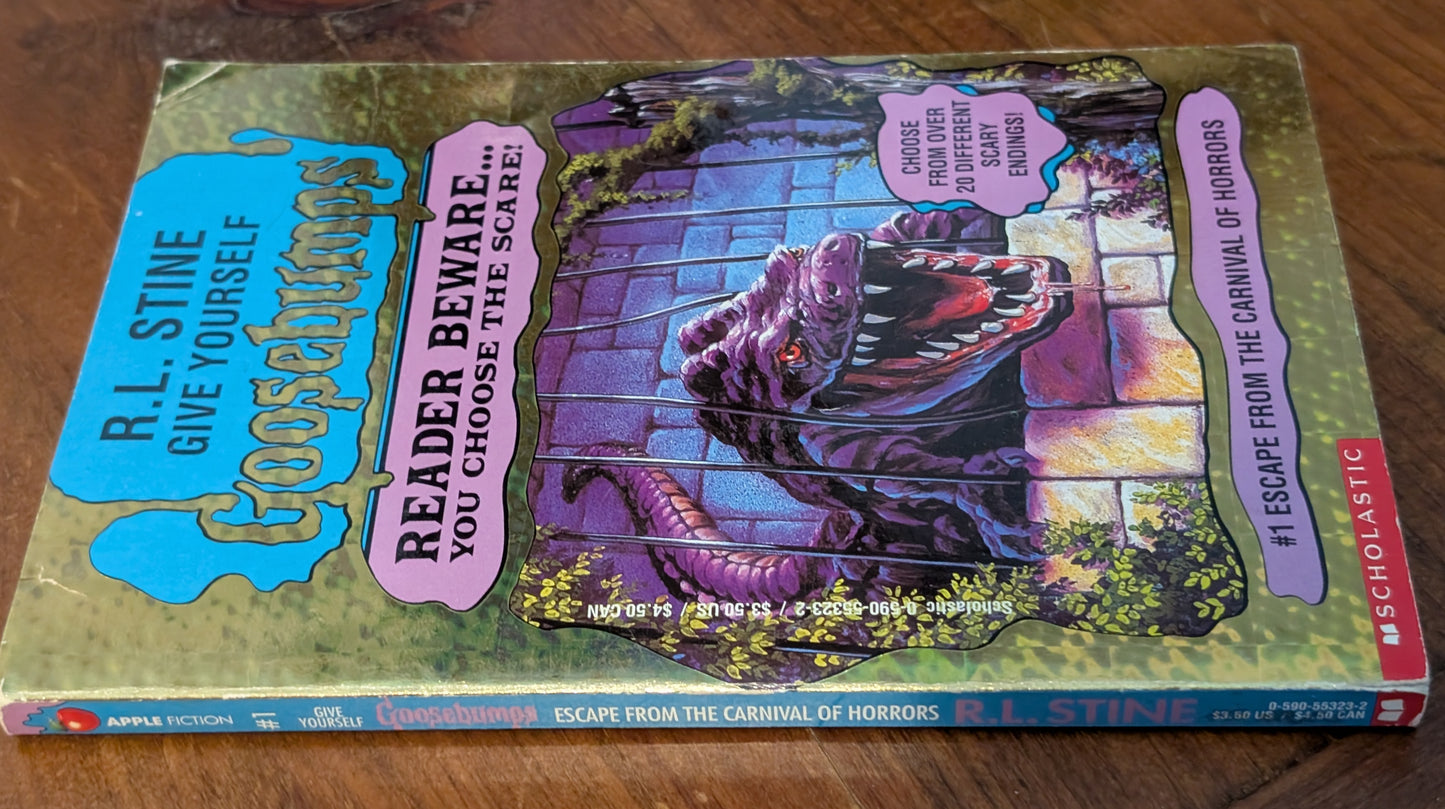 R.L. STINE
GIVE YOURSELF
Goosebumps
READER BEWARE...
YOU CHOOSE THE SCARE!
CHOOSE
FROM OVER
20 DIFFERENT
SCARY
ENDINGS!
Scholastic 0-590-55323-2 / $3.50 US / $4.50 CAN
#1 ESCAPE FROM THE CARNIVAL OF HORRORS
SCHOLASTIC
APPLE FICTION
#1
GIVE
YOURSELF
Goosebumps
ESCAPE FROM THE CARNIVAL OF HORRORS
R.L. STINE
0-590-55323-2
$3.50 US / $4.50 CAN